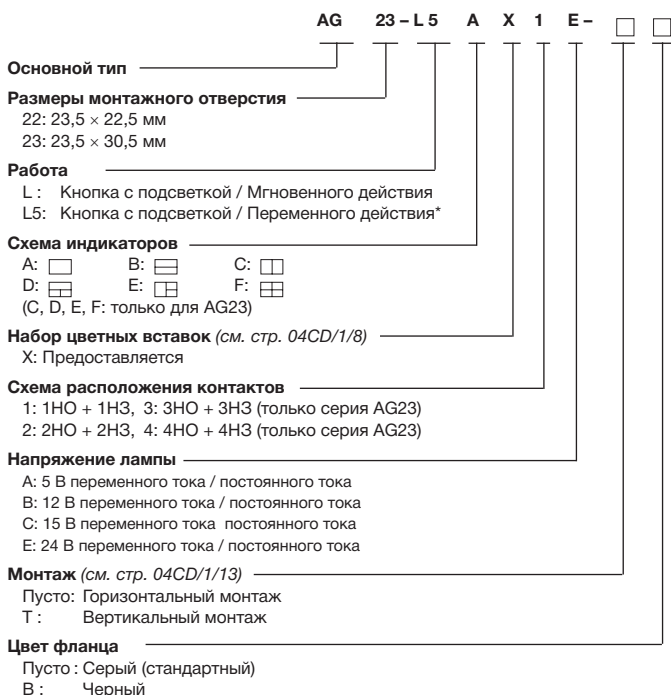 AG 23 – L 5 A X 1 E –
Основной тип
Размеры монтажного отверстия
22: 23,5 × 22,5 мм
23: 23,5 × 30,5 мм
Работа
L : Кнопка с подсветкой / Мгновенного действия
L5: Кнопка с подсветкой / Переменного действия*
Схема индикаторов
A: B: C:
D: E: F:
(C, D, E, F: только для AG23)
Набор цветных вставок (см. стр. 04CD/1/8)
X: Предоставляется
Схема расположения контактов
1: 1НО + 1НЗ, 3: 3НО + 3НЗ (только серия AG23)
2: 2НО + 2НЗ, 4: 4НО + 4НЗ (только серия AG23)
Напряжение лампы
A: 5 В переменного тока / постоянного тока
B: 12 В переменного тока / постоянного тока
C: 15 В переменного тока постоянного тока
E: 24 В переменного тока / постоянного тока
Монтаж (см. стр. 04CD/1/13)
Пусто: Горизонтальный монтаж
T : Вертикальный монтаж
Цвет фланца
Пусто : Серый (стандартный)
B : Черный